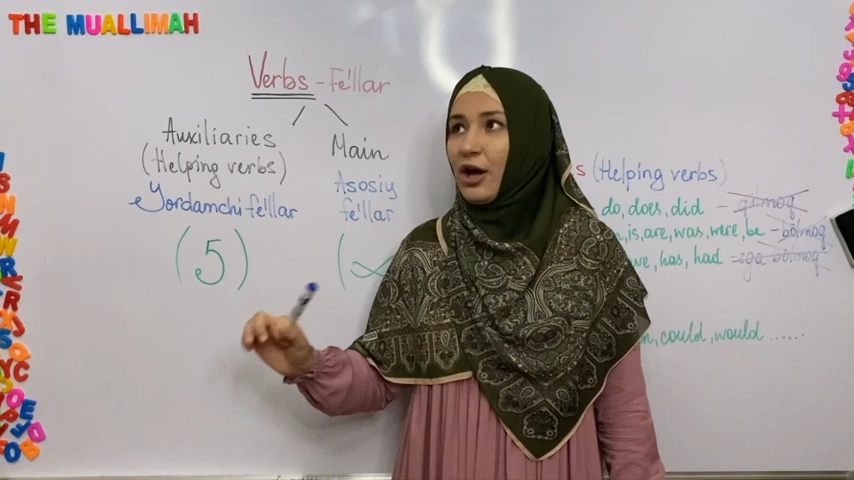 THE MUALLIMAH
Verbs - Fe'llar
Auxiliaries
(Helping verbs)
Yordamchi fe'llar
(5)
Main
Asosiy
fe'llar
(∞
s (Helping verbs)
do, does, did - qilmoq
is, are, was, were, be - bo'lmoq
ve, has, had - ega bo'lmoq
n, could, would ......